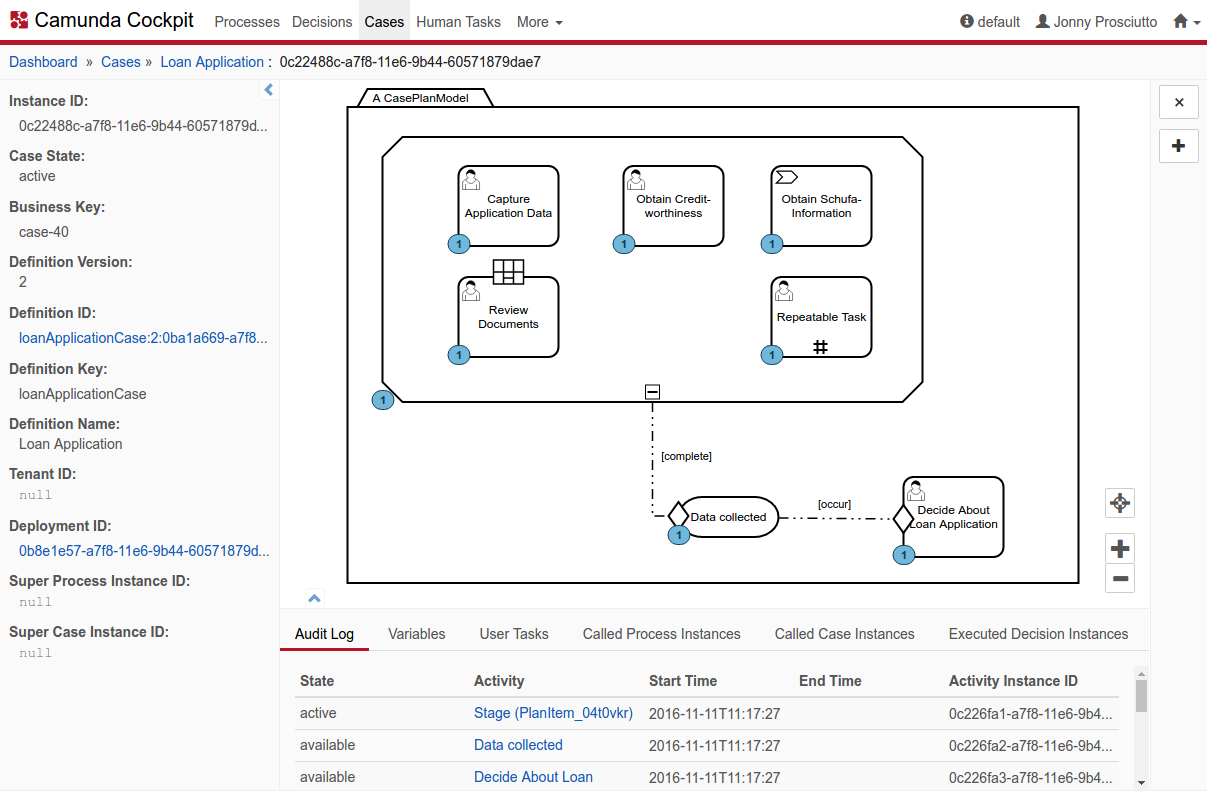 Camunda Cockpit Processes Decisions Cases Human Tasks More default Jonny Prosciutto
Dashboard » Cases » Loan Application : 0c22488c-a7f8-11e6-9b44-60571879dae7
Instance ID:
0c22488c-a7f8-11e6-9b44-60571879d...
Case State:
active
Business Key:
case-40
Definition Version:
2
Definition ID:
loanApplicationCase:2:0ba1a669-a7f8...
Definition Key:
loanApplicationCase
Definition Name:
Loan Application
Tenant ID:
null
Deployment ID:
0b8e1e57-a7f8-11e6-9b44-60571879d...
Super Process Instance ID:
null
Super Case Instance ID:
null
A CasePlanModel
Capture
Application Data
1
Obtain Credit-
worthiness
1
Obtain Schufa-
Information
1
Review
Documents
1
Repeatable Task
1
1
[complete]
Data collected
1
[occur]
Decide About
Loan Application
1
Audit Log Variables User Tasks Called Process Instances Called Case Instances Executed Decision Instances
State Activity Start Time End Time Activity Instance ID
active Stage (PlanItem_04t0vkr) 2016-11-11T11:17:27 0c226fa1-a7f8-11e6-9b4...
available Data collected 2016-11-11T11:17:27 0c226fa2-a7f8-11e6-9b4...
available Decide About Loan 2016-11-11T11:17:27 0c226fa3-a7f8-11e6-9b4...